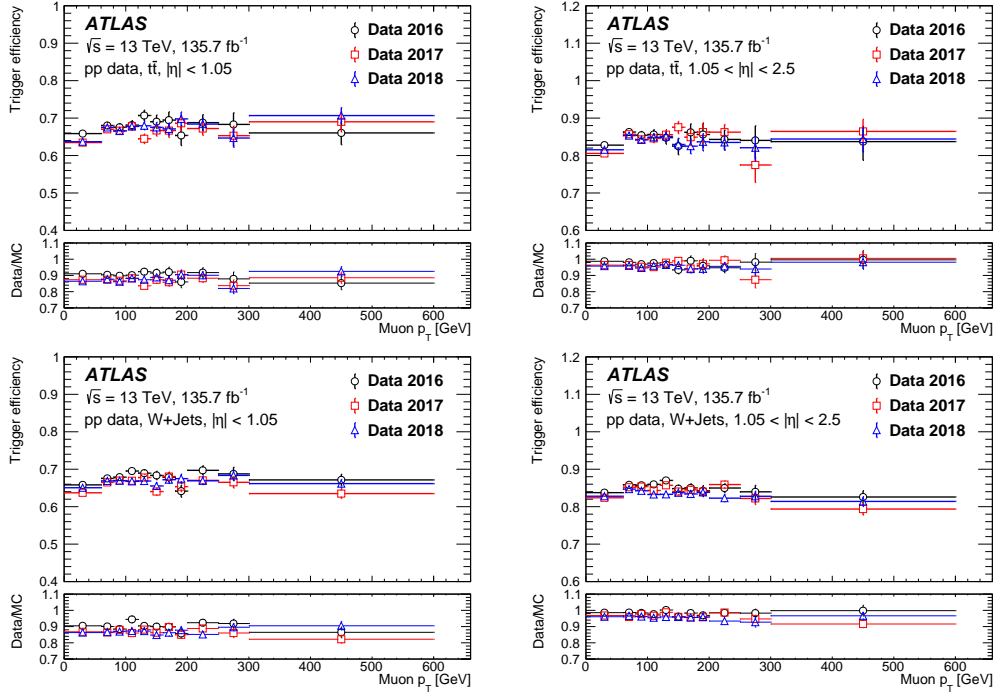 ATLAS
√s = 13 TeV, 135.7 fb⁻¹
pp data, tt̄, |η| < 1.05
Data 2016
Data 2017
Data 2018
Trigger efficiency
1
0.9
0.8
0.7
0.6
0.5
0.4
Data/MC
1.1
1
0.9
0.8
0.7
0 100 200 300 400 500 600
Muon p_T [GeV]
ATLAS
√s = 13 TeV, 135.7 fb⁻¹
pp data, tt̄, 1.05 < |η| < 2.5
Data 2016
Data 2017
Data 2018
Trigger efficiency
1.2
1.1
1
0.9
0.8
0.7
0.6
Data/MC
1.1
1
0.9
0.8
0.7
0 100 200 300 400 500 600
Muon p_T [GeV]
ATLAS
√s = 13 TeV, 135.7 fb⁻¹
pp data, W+Jets, |η| < 1.05
Data 2016
Data 2017
Data 2018
Trigger efficiency
1
0.9
0.8
0.7
0.6
0.5
0.4
Data/MC
1.1
1
0.9
0.8
0.7
0 100 200 300 400 500 600
Muon p_T [GeV]
ATLAS
√s = 13 TeV, 135.7 fb⁻¹
pp data, W+Jets, 1.05 < |η| < 2.5
Data 2016
Data 2017
Data 2018
Trigger efficiency
1.2
1.1
1
0.9
0.8
0.7
0.6
Data/MC
1.1
1
0.9
0.8
0.7
0 100 200 300 400 500 600
Muon p_T [GeV]